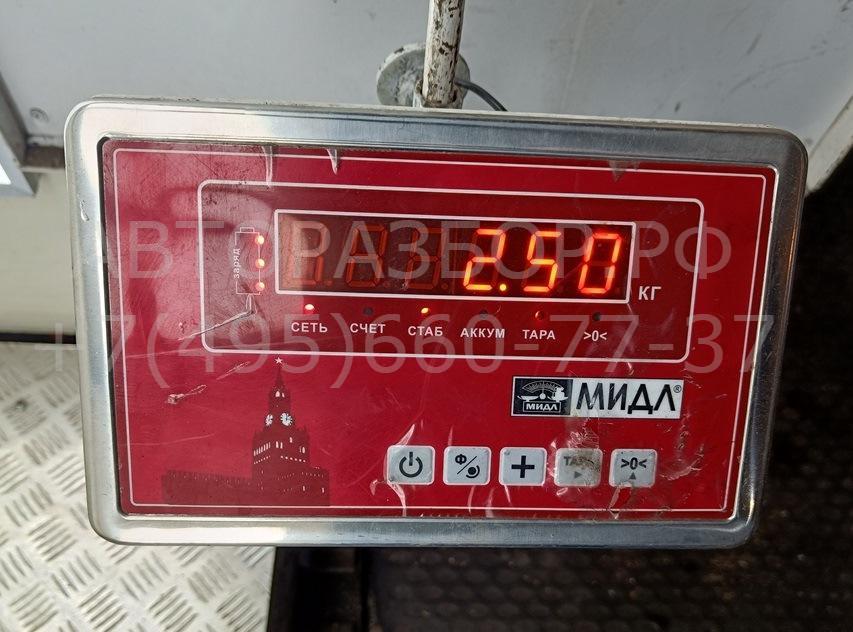 АВТОРАЗБОР.РФ
+7(495)660-77-37
заряд
2.50
КГ
СЕТЬ СЧЕТ СТАБ АККУМ ТАРА >0<
МИДЛ МИДЛ®
Ф + >0<